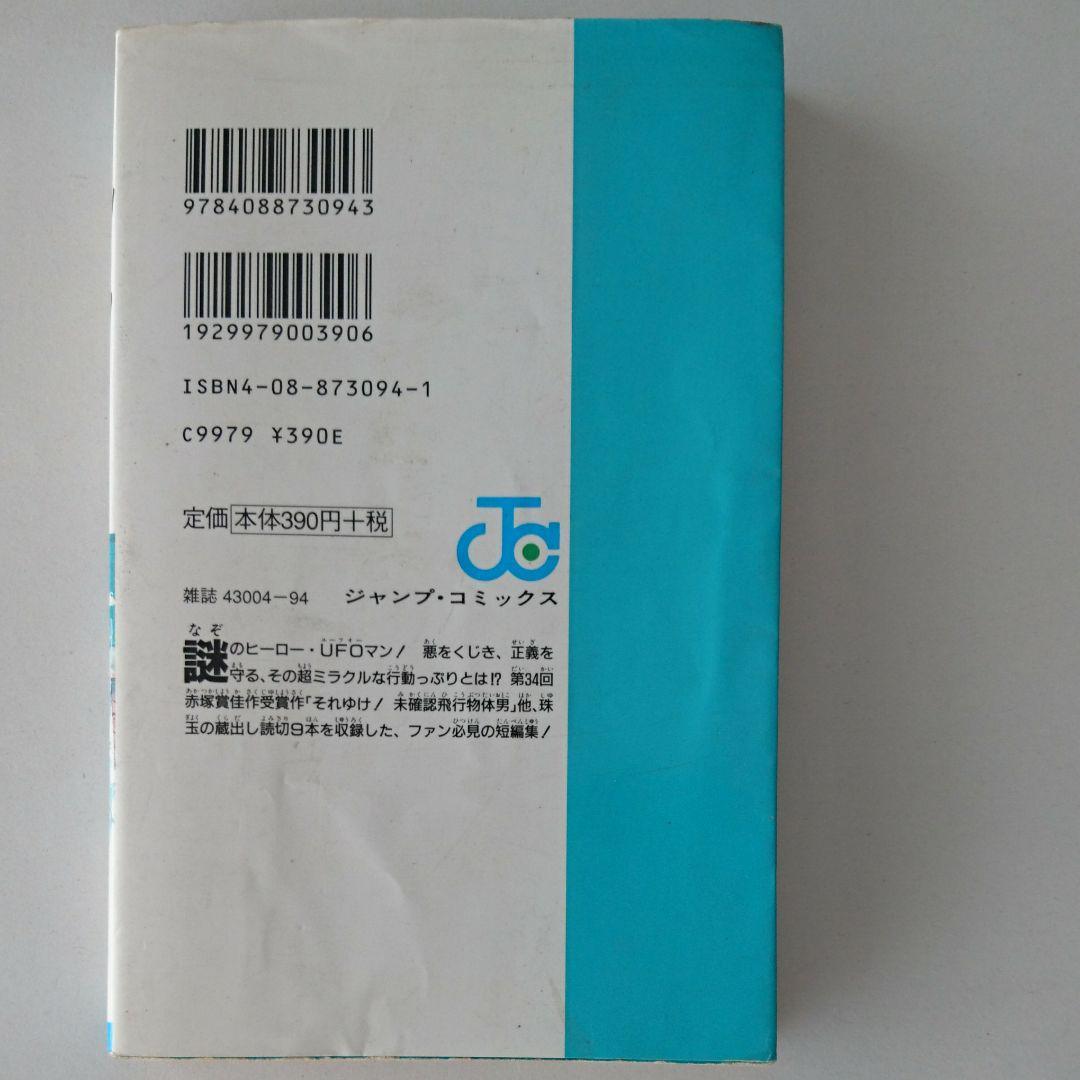 9784088730943
1929979003906
ISBN4-08-873094-1
C9979 ¥390E
定価 本体390円+税
JC
雑誌 43004-94 ジャンプ・コミックス
謎のヒーロー・UFOマン! 悪をくじき、正義を
守る、その超ミラクルな行動っぷりとは!? 第34回
赤塚賞佳作受賞作「それゆけ! 未確認飛行物体男」他、珠
玉の蔵出し読切9本を収録した、ファン必見の短編集!